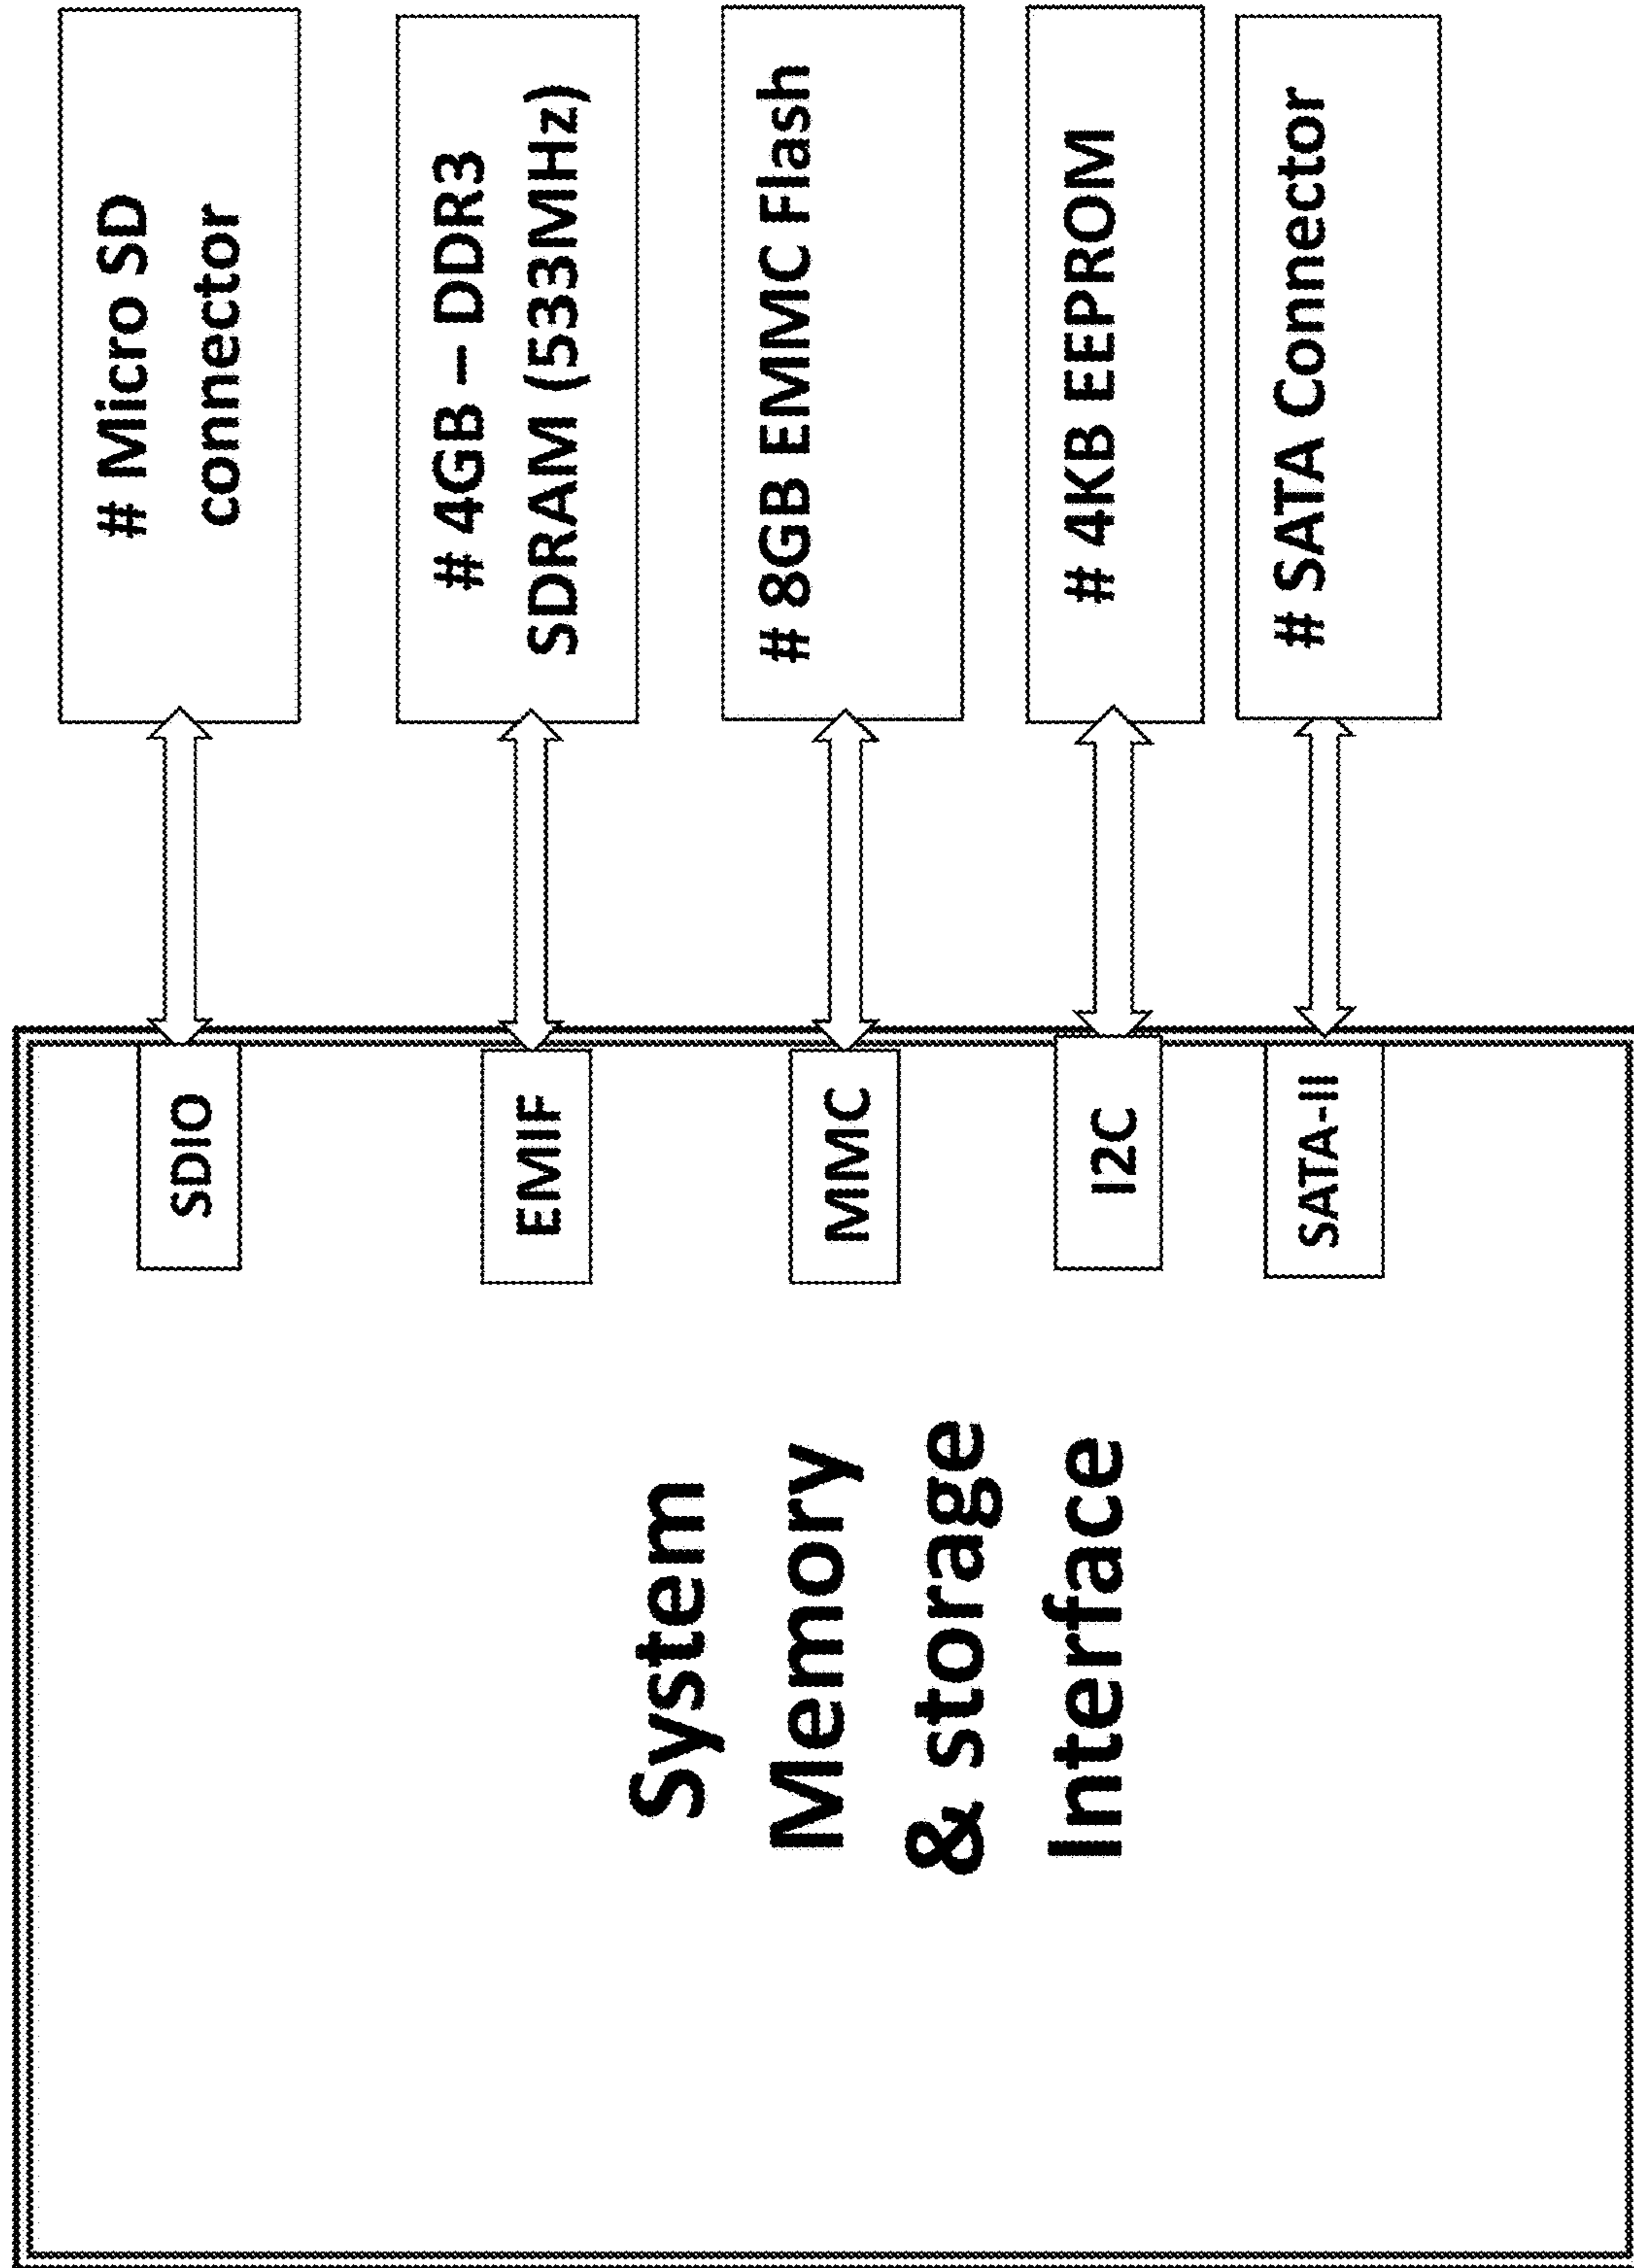 # Micro SD
connector
# 4GB – DDR3
SDRAM (533MHz)
# 8GB EMMC Flash
# 4KB EEPROM
# SATA Connector
SDIO
EMIF
MMC
I2C
SATA-II
System
Memory
& storage
Interface